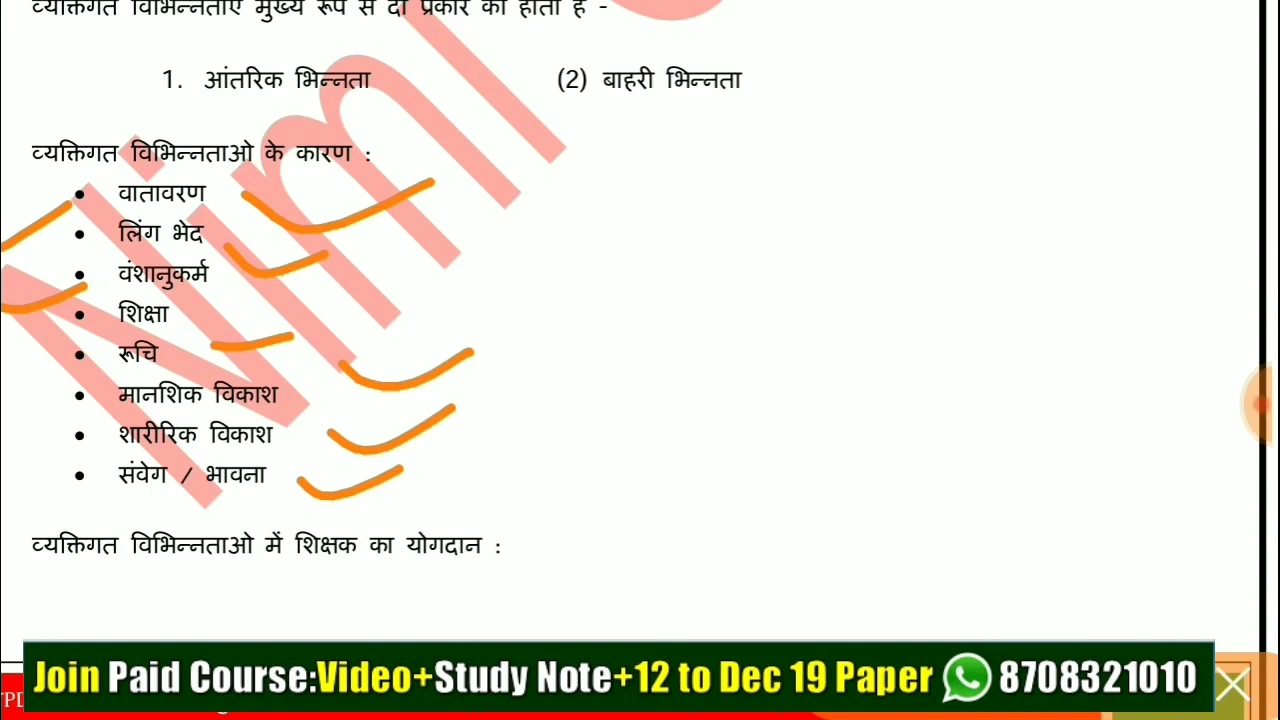 व्यक्तिगत विभिन्नताएं मुख्य रूप से दो प्रकार की होती है -
1. आंतरिक भिन्नता (2) बाहरी भिन्नता
व्यक्तिगत विभिन्नताओ के कारण :
• वातावरण
• लिंग भेद
• वंशानुकर्म
• शिक्षा
• रूचि
• मानशिक विकाश
• शारीरिक विकाश
• संवेग / भावना
व्यक्तिगत विभिन्नताओ में शिक्षक का योगदान :
Join Paid Course:Video+Study Note+12 to Dec 19 Paper 8708321010